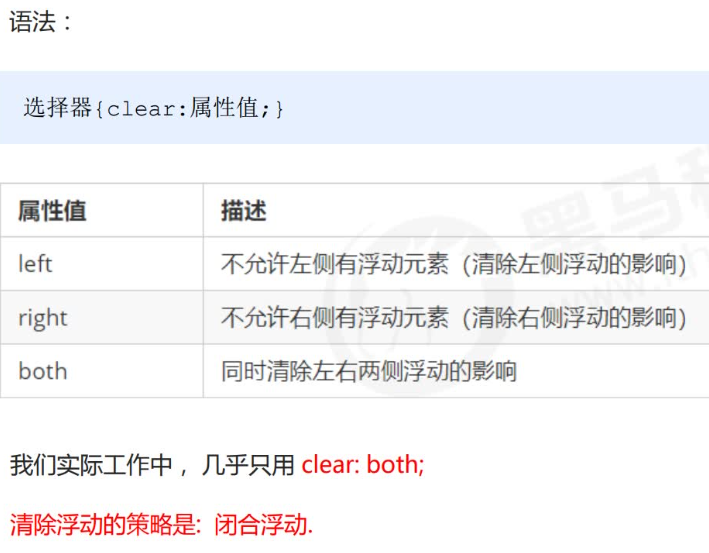 语法：
选择器{clear:属性值;}
属性值 描述
left 不允许左侧有浮动元素（清除左侧浮动的影响）
right 不允许右侧有浮动元素（清除右侧浮动的影响）
both 同时清除左右两侧浮动的影响
我们实际工作中， 几乎只用 clear: both;
清除浮动的策略是: 闭合浮动.
黑马